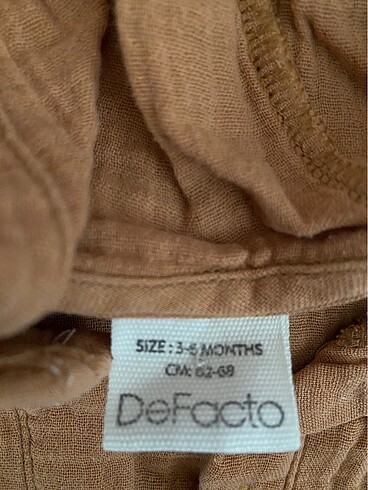 SIZE: 3-6 MONTHS
CM: 62-68
DeFacto